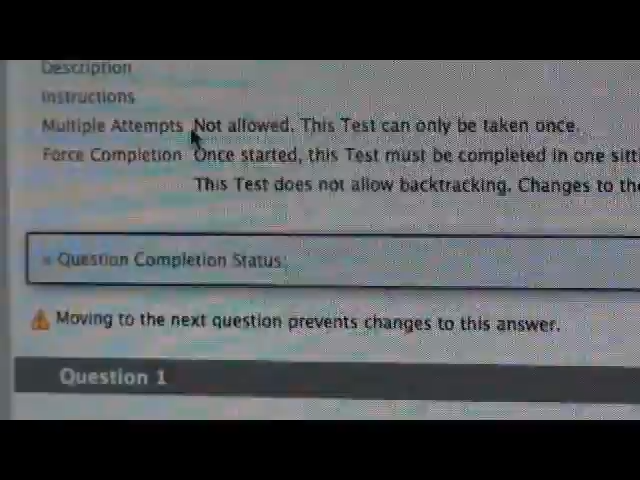 Description
Instructions
Multiple Attempts Not allowed. This Test can only be taken once.
Force Completion Once started, this Test must be completed in one sitti
This Test does not allow backtracking. Changes to the
Question Completion Status:
Moving to the next question prevents changes to this answer.
Question 1